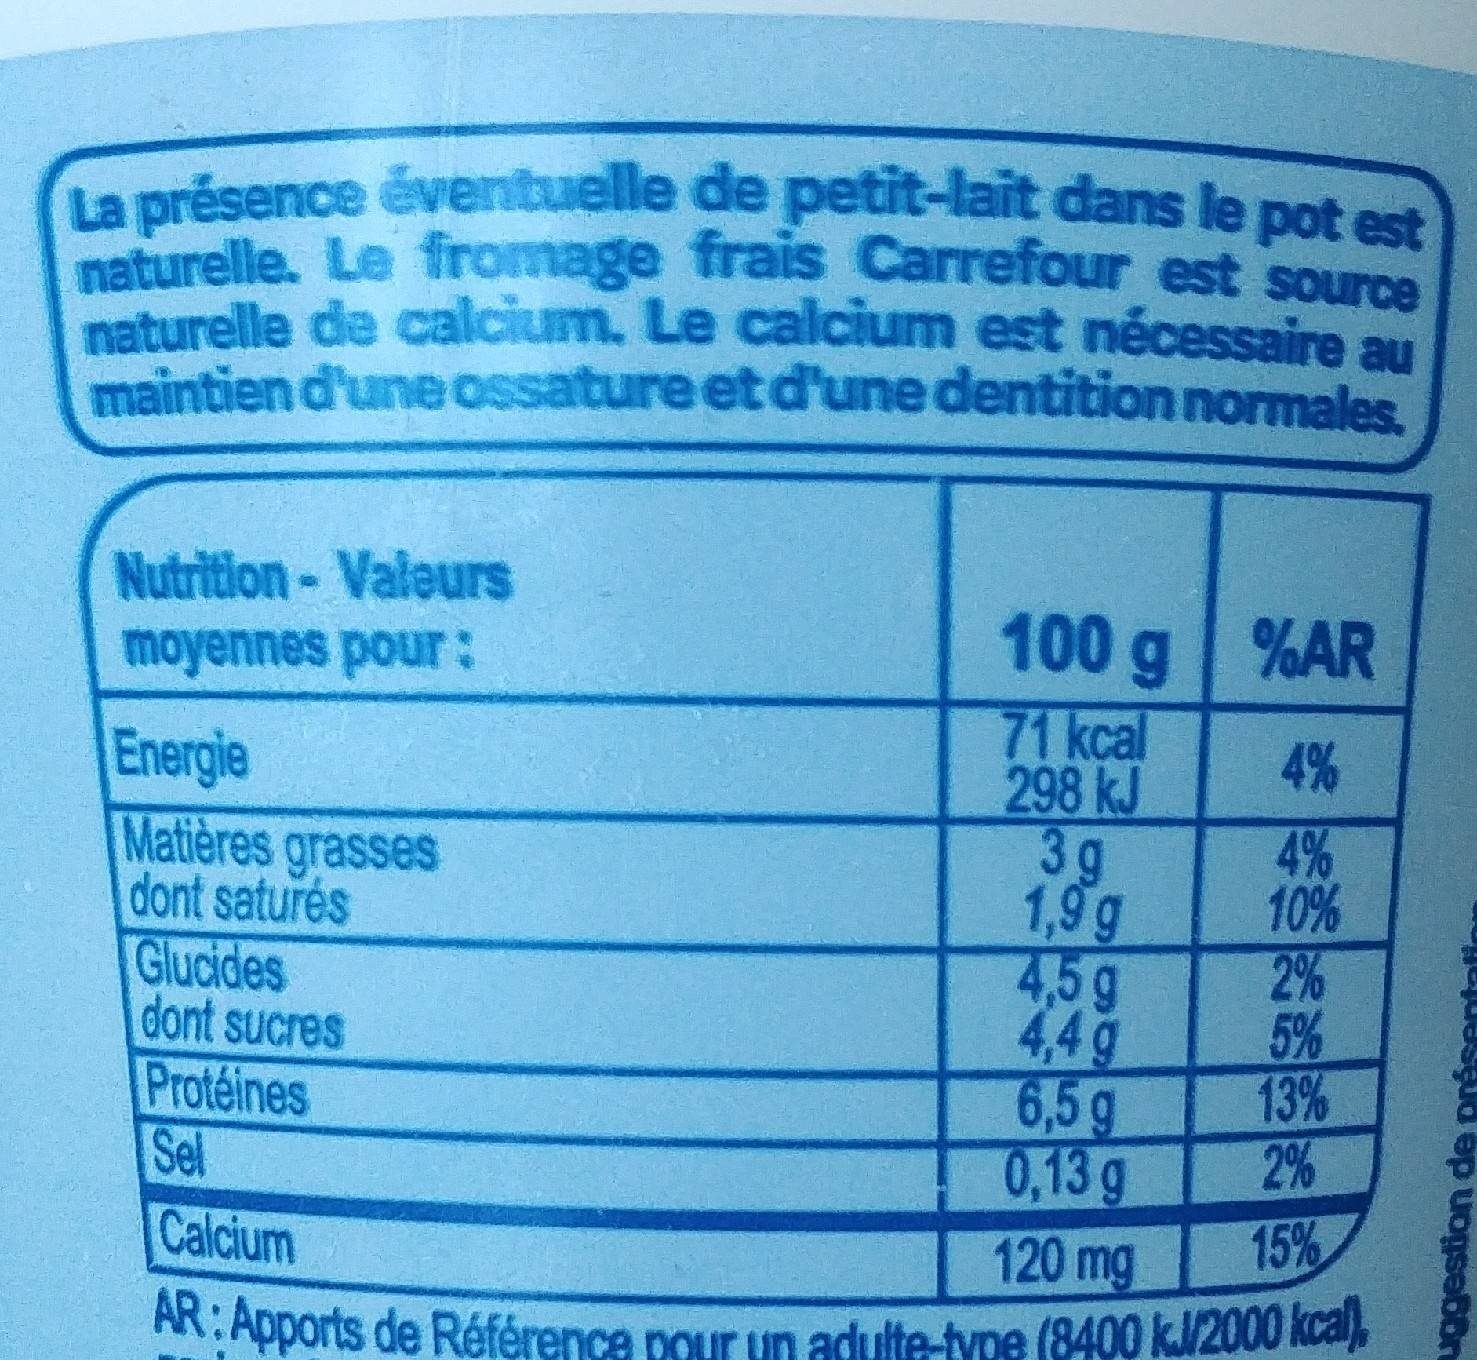 La présence éventuelle de petit-lait dans le pot est
naturelle. Le fromage frais Carrefour est source
naturelle de calcium. Le calcium est nécessaire au
maintien d'une ossature et d'une dentition normales.
Nutrition - Valeurs
moyennes pour : 100 g %AR
Energie 71 kcal 298 kJ 4%
Matières grasses 3 g 4%
dont saturés 1,9 g 10%
Glucides 4,5 g 2%
dont sucres 4,4 g 5%
Protéines 6,5 g 13%
Sel 0,13 g 2%
Calcium 120 mg 15%
AR : Apports de Référence pour un adulte-type (8400 kJ/2000 kcal),
de